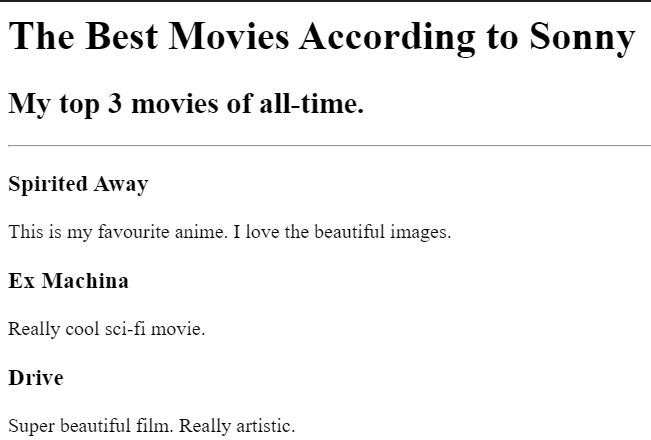 The Best Movies According to Sonny
My top 3 movies of all-time.
Spirited Away
This is my favourite anime. I love the beautiful images.
Ex Machina
Really cool sci-fi movie.
Drive
Super beautiful film. Really artistic.